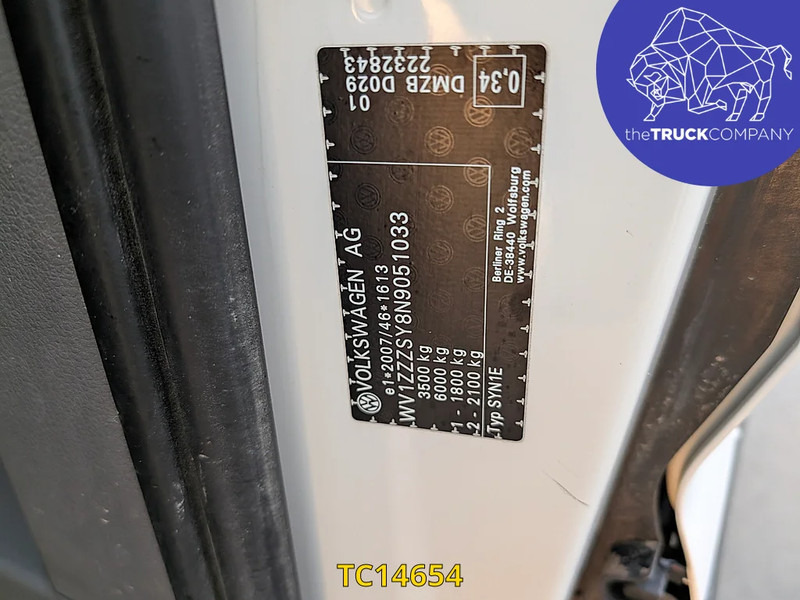 VOLKSWAGEN AG
e1*2007/46*1613
WV1ZZZSY8N9051033
3500 kg
6000 kg
1 - 1800 kg
2 - 2100 kg
Typ SYN1E
Berliner Ring 2
DE-38440 Wolfsburg
www.volkswagen.com
01
2232843
DMZB D029
0,34
theTRUCKCOMPANY
TC14654